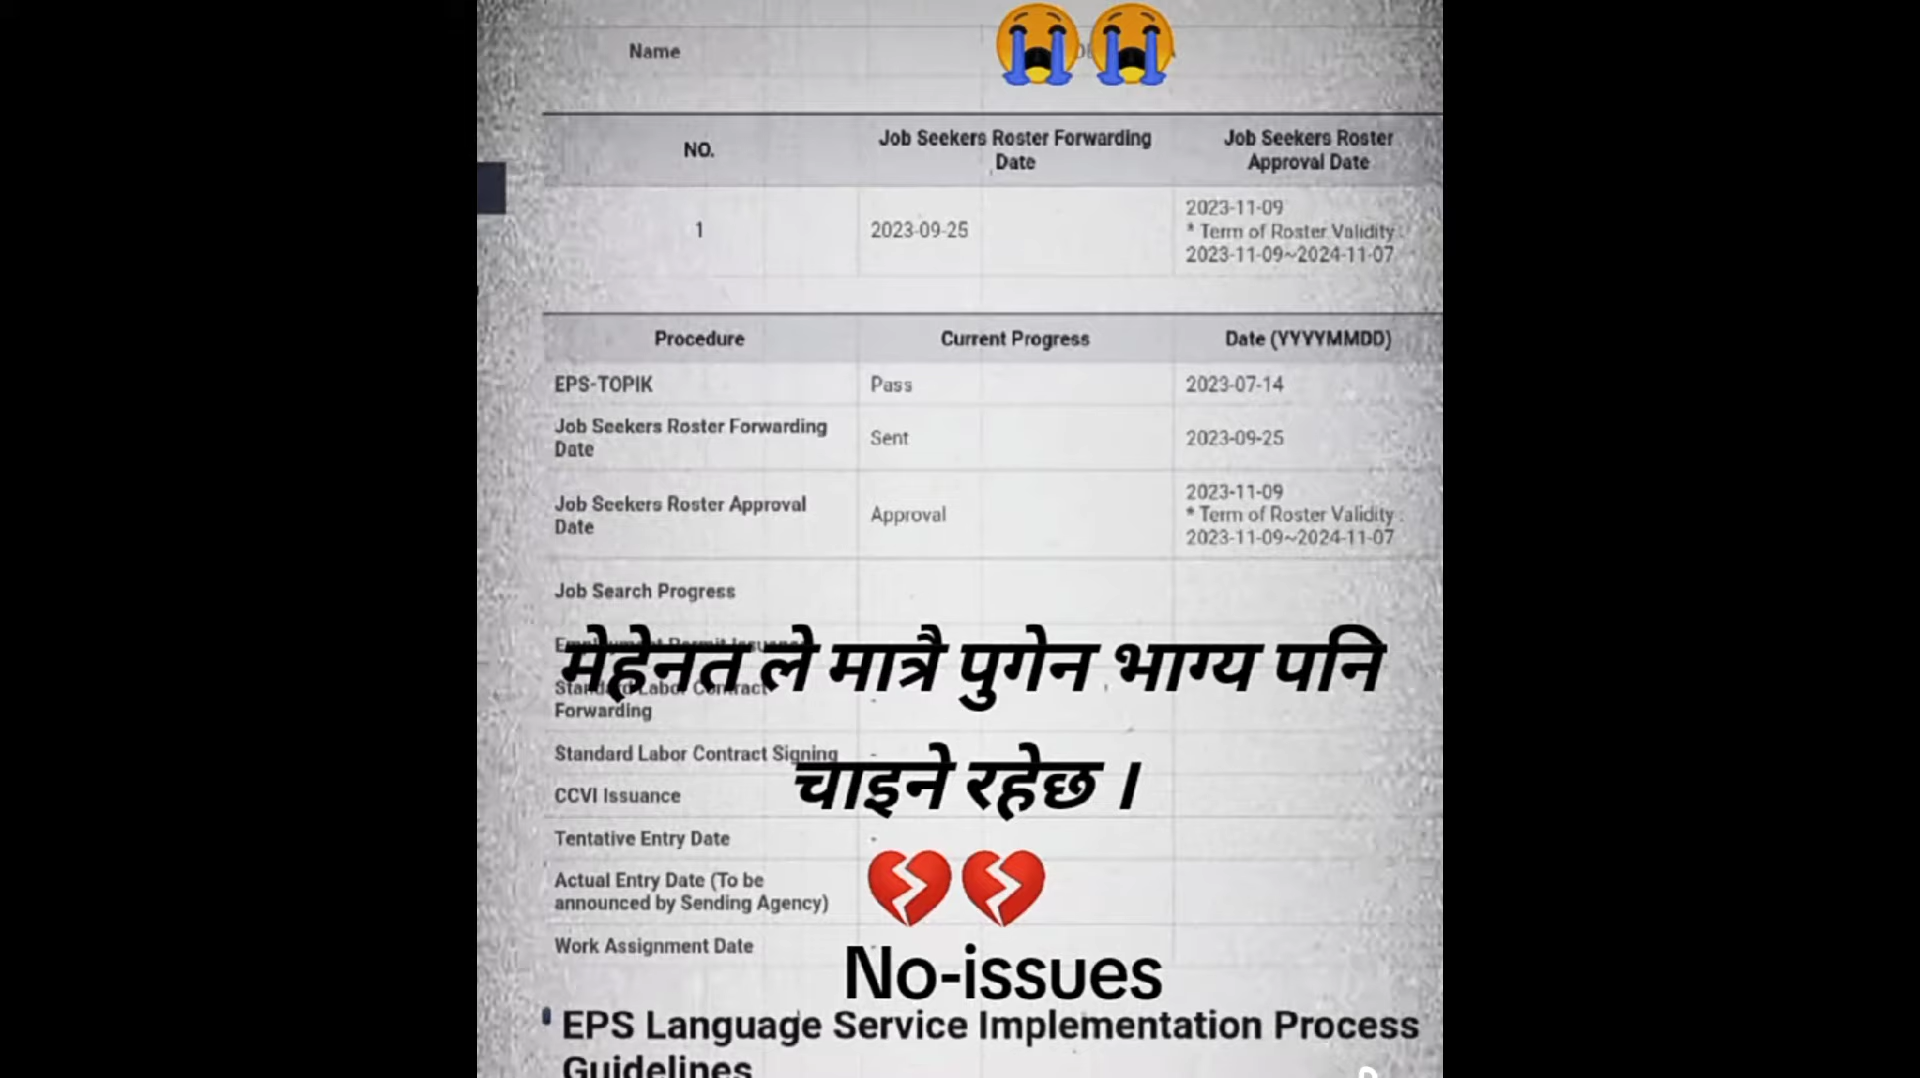 Name
NO.
Job Seekers Roster Forwarding
Date
Job Seekers Roster
Approval Date
1
2023-09-25
2023-11-09
* Term of Roster Validity :
2023-11-09~2024-11-07
Procedure
Current Progress
Date (YYYYMMDD)
EPS-TOPIK
Pass
2023-07-14
Job Seekers Roster Forwarding
Date
Sent
2023-09-25
Job Seekers Roster Approval
Date
Approval
2023-11-09
* Term of Roster Validity :
2023-11-09~2024-11-07
Job Search Progress
मेहेनत ले मात्रै पुगेन भाग्य पनि
Standard Labor Contract
Forwarding
-
Standard Labor Contract Signing
-
चाइने रहेछ ।
CCVI Issuance
Tentative Entry Date
-
Actual Entry Date (To be
announced by Sending Agency)
Work Assignment Date
-
No-issues
EPS Language Service Implementation Process
Guidelines